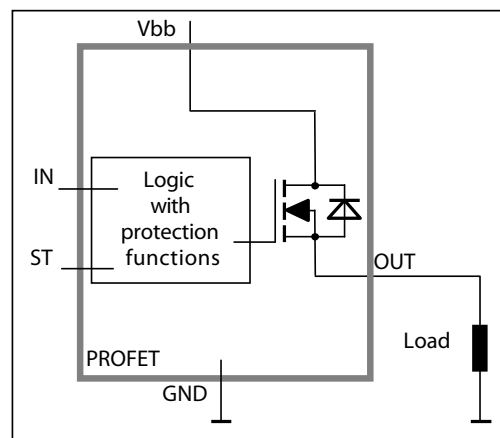 Vbb
IN
Logic
with
protection
functions
ST
OUT
Load
PROFET
GND